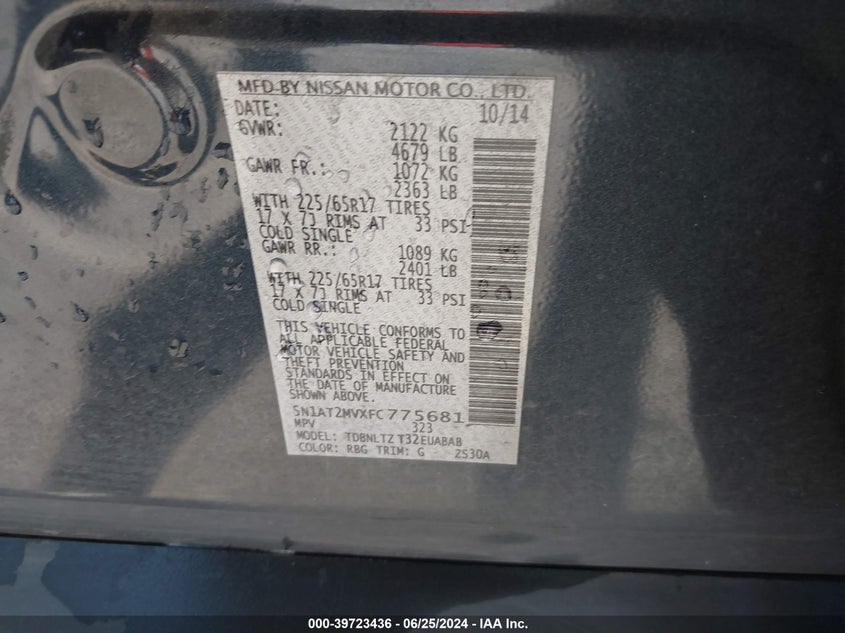 MFD-BY NISSAN MOTOR CO., LTD.
DATE: 10/14
GVWR: 2122 KG
4679 LB
GAWR FR.: 1072 KG
2363 LB
WITH 225/65R17 TIRES
17 X 7J RIMS AT 33 PSI
COLD SINGLE
GAWR RR.: 1089 KG
2401 LB
WITH 225/65R17 TIRES
17 X 7J RIMS AT 33 PSI
COLD SINGLE
THIS VEHICLE CONFORMS TO
ALL APPLICABLE FEDERAL
MOTOR VEHICLE SAFETY AND
THEFT PREVENTION
STANDARDS IN EFFECT ON
THE DATE OF MANUFACTURE
SHOWN ABOVE.
5N1AT2MVXFC775681
MPV 323
MODEL: TDBNLTZ T32EUABAB
COLOR: RBG TRIM: G 2S30A
000-39723436 - 06/25/2024 - IAA Inc.